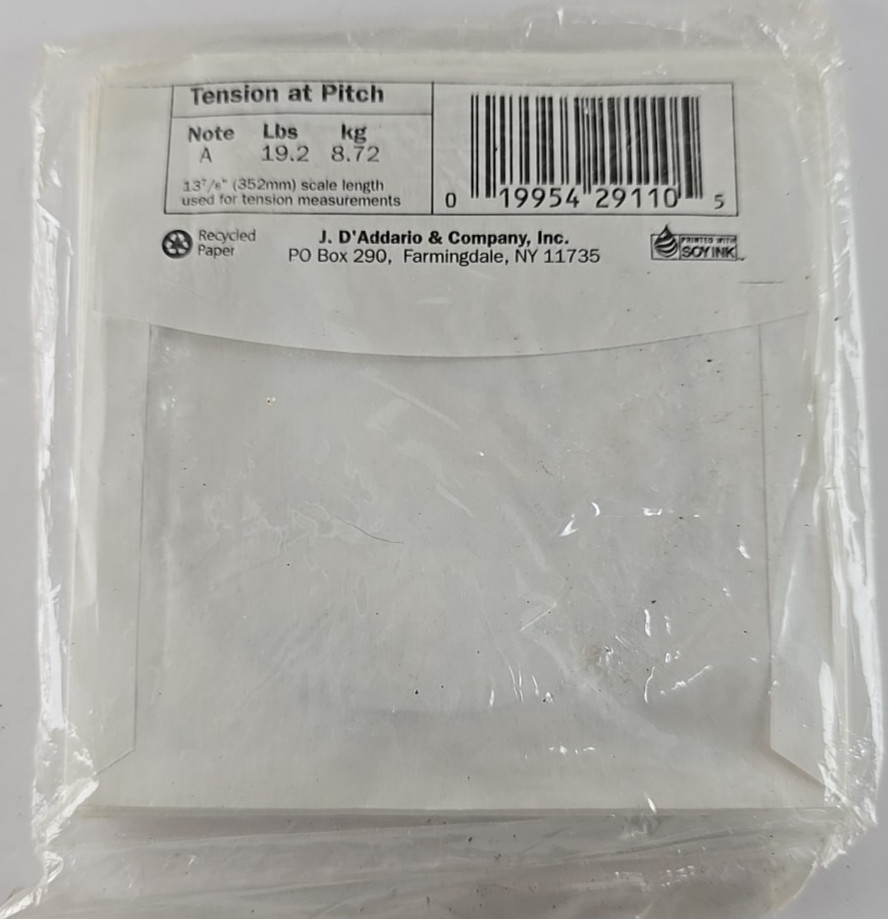 Tension at Pitch
Note Lbs kg
A 19.2 8.72
13⁷/₈" (352mm) scale length
used for tension measurements
0 19954 29110 5
Recycled
Paper
J. D'Addario & Company, Inc.
PO Box 290, Farmingdale, NY 11735
PRINTED WITH
SOY INK